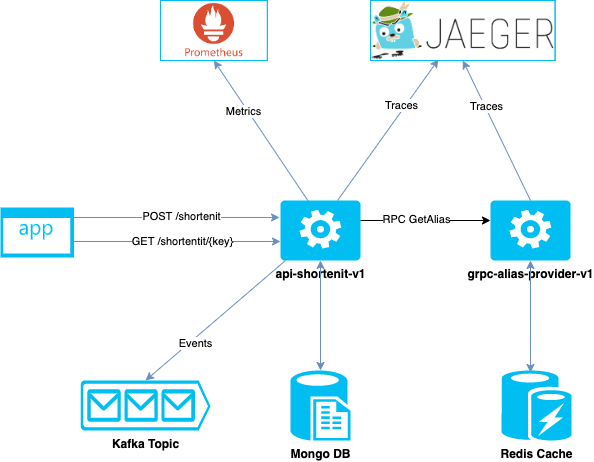 Prometheus
JAEGER
Metrics
Traces
Traces
app
POST /shortenit
GET /shortentit/{key}
RPC GetAlias
api-shortenit-v1
grpc-alias-provider-v1
Events
Kafka Topic
Mongo DB
Redis Cache